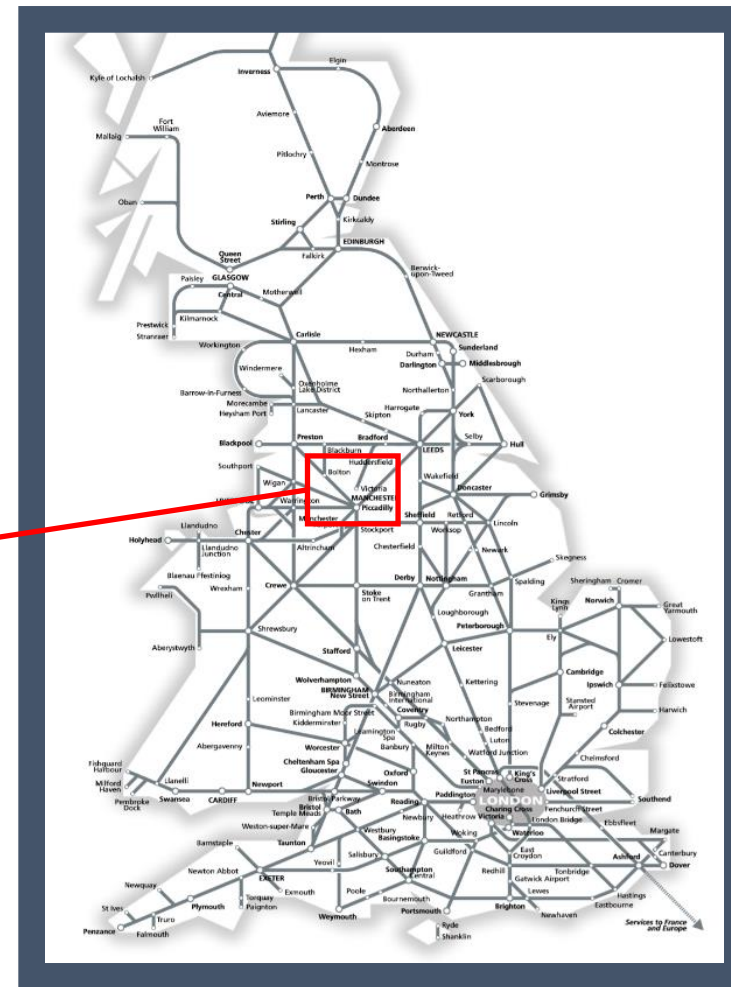 Elgin
Inverness
Kyle of Lochalsh
Aviemore
Fort
William
Aberdeen
Mallaig
Pitlochry
Montrose
Perth
Dundee
Oban
Kirkcaldy
Stirling
EDINBURGH
Queen
Street
Falkirk
Berwick-
upon-Tweed
Paisley
GLASGOW
Central
Motherwell
Kilmarnock
Prestwick
Stranraer
Carlisle
NEWCASTLE
Workington
Hexham
Sunderland
Durham
Darlington
Middlesbrough
Windermere
Oxenholme
Lake District
Scarborough
Barrow-in-Furness
Northallerton
Morecambe
Heysham Port
Lancaster
Harrogate
Skipton
York
Preston
Bradford
Selby
Blackpool
Blackburn
LEEDS
Hull
Huddersfield
Southport
Bolton
Wakefield
Wigan
Victoria
Doncaster
Grimsby
Warrington
MANCHESTER
Piccadilly
Manchester
Sheffield
Retford
Lincoln
Llandudno
Stockport
Worksop
Holyhead
Chester
Llandudno
Junction
Altrincham
Chesterfield
Newark
Skegness
Blaenau Ffestiniog
Wrexham
Crewe
Stoke
on Trent
Derby
Nottingham
Spalding
Sheringham
Cromer
Pwllheli
Grantham
Kings
Lynn
Norwich
Great
Yarmouth
Loughborough
Peterborough
Shrewsbury
Ely
Lowestoft
Aberystwyth
Stafford
Leicester
Wolverhampton
Cambridge
BIRMINGHAM
New Street
Nuneaton
Kettering
Ipswich
Felixstowe
Birmingham
International
Leominster
Coventry
Stevenage
Stansted
Airport
Harwich
Birmingham Moor Street
Kidderminster
Rugby
Northampton
Hereford
Leamington
Spa
Bedford
Colchester
Abergavenny
Worcester
Banbury
Milton
Keynes
Luton
Watford Junction
Chelmsford
Cheltenham Spa
Gloucester
Fishguard
Harbour
Oxford
St Pancras
King's
Cross
Stratford
Milford
Haven
Llanelli
Swindon
Euston
Marylebone
Liverpool Street
Pembroke
Dock
Swansea
CARDIFF
Newport
Bristol Parkway
Reading
Paddington
LONDON
Southend
Bristol
Temple Meads
Bath
Newbury
Charing Cross
Fenchurch Street
Heathrow
Victoria
London Bridge
Ebbsfleet
Weston-super-Mare
Westbury
Basingstoke
Woking
Waterloo
Margate
Barnstaple
Taunton
Salisbury
Guildford
East
Croydon
Canterbury
Yeovil
Ashford
Dover
Newton Abbot
EXETER
Southampton
Central
Redhill
Tonbridge
Gatwick Airport
Newquay
Exmouth
Poole
Lewes
Hastings
St Ives
Plymouth
Torquay
Paignton
Bournemouth
Eastbourne
Truro
Weymouth
Portsmouth
Brighton
Newhaven
Penzance
Falmouth
Ryde
Shanklin
Services to France
and Europe